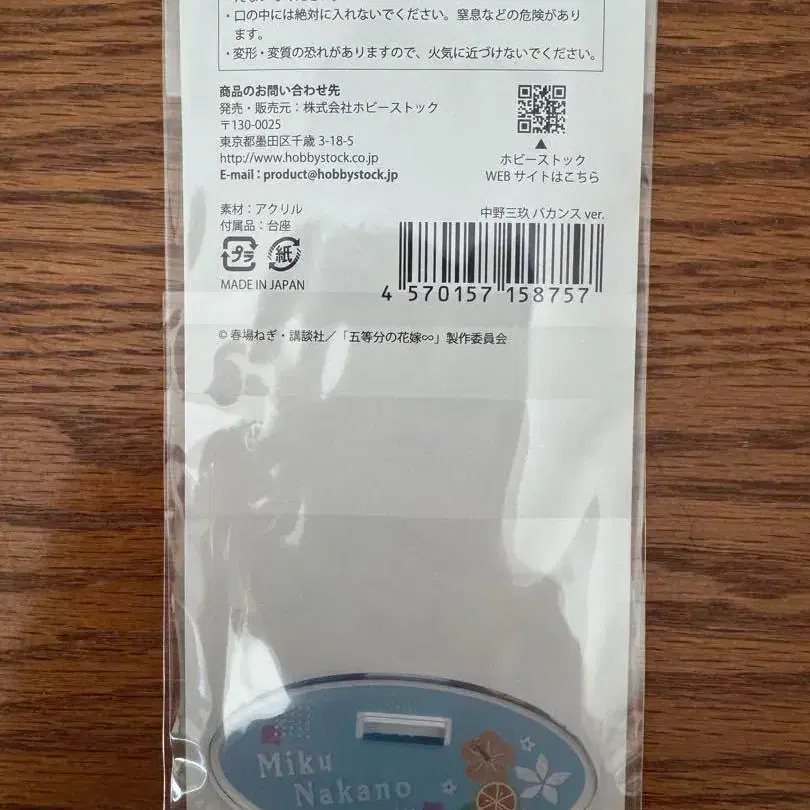 ・口の中には絶対に入れないでください。窒息などの危険があり
ます。
・変形・変質の恐れがありますので、火気に近づけないでください。
商品のお問い合わせ先
発売・販売元：株式会社ホビーストック
〒130-0025
東京都墨田区千歳 3-18-5
http://www.hobbystock.co.jp
E-mail：product@hobbystock.jp
ホビーストック
WEB サイトはこちら
素材：アクリル
付属品：台座
プラ
紙
MADE IN JAPAN
中野三玖 バカンス ver.
4 570157 158757
© 春場ねぎ・講談社／「五等分の花嫁∞」製作委員会
Miku
Nakano